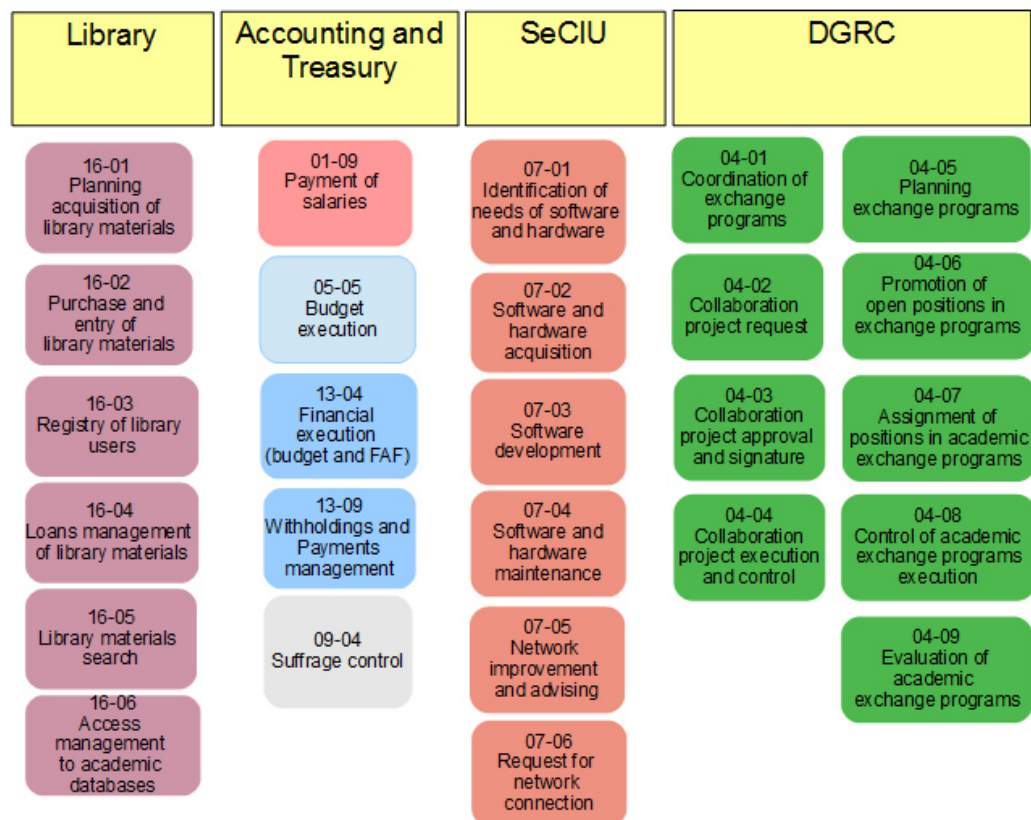 Library
Accounting and
Treasury
SeCIU
DGRC
16-01
Planning
acquisition of
library materials
16-02
Purchase and
entry of
library materials
16-03
Registry of library
users
16-04
Loans management
of library materials
16-05
Library materials
search
16-06
Access
management
to academic
databases
01-09
Payment of
salaries
05-05
Budget
execution
13-04
Financial
execution
(budget and FAF)
13-09
Withholdings and
Payments
management
09-04
Suffrage control
07-01
Identification of
needs of software
and hardware
07-02
Software and
hardware
acquisition
07-03
Software
development
07-04
Software and
hardware
maintenance
07-05
Network
improvement
and advising
07-06
Request for
network
connection
04-01
Coordination of
exchange
programs
04-02
Collaboration
project request
04-03
Collaboration
project approval
and signature
04-04
Collaboration
project execution
and control
04-05
Planning
exchange programs
04-06
Promotion of
open positions in
exchange programs
04-07
Assignment of
positions in academic
exchange programs
04-08
Control of academic
exchange programs
execution
04-09
Evaluation of
academic
exchange programs